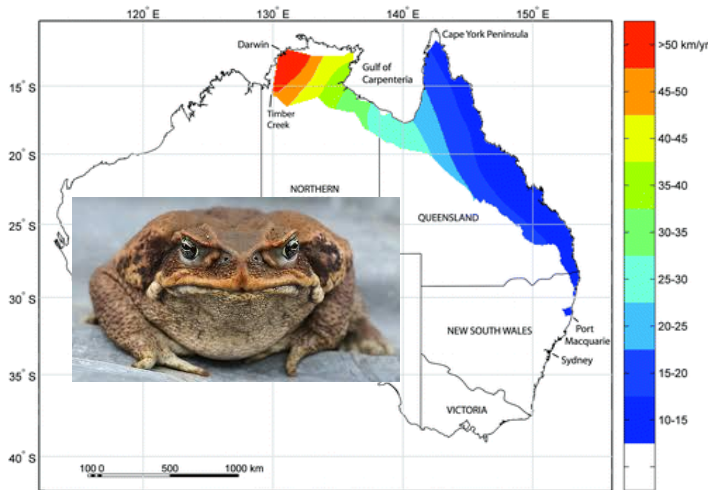 120°E
130°E
140°E
150°E
Cape York Peninsula
Darwin
Gulf of
Carpenteria
15°S
Timber
Creek
20°S
NORTHERN
QUEENSLAND
25°S
30°S
NEW SOUTH WALES
Port
Macquarie
Sydney
35°S
VICTORIA
40°S
100 0 500 1000 km
>50 km/yr
45-50
40-45
35-40
30-35
25-30
20-25
15-20
10-15